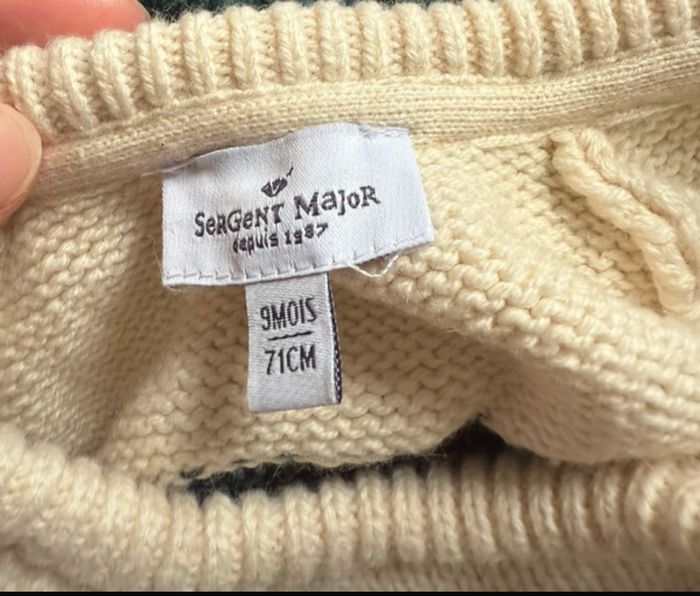 SeRGeNT MaJoR
depuis 1987
9MOIS
71CM